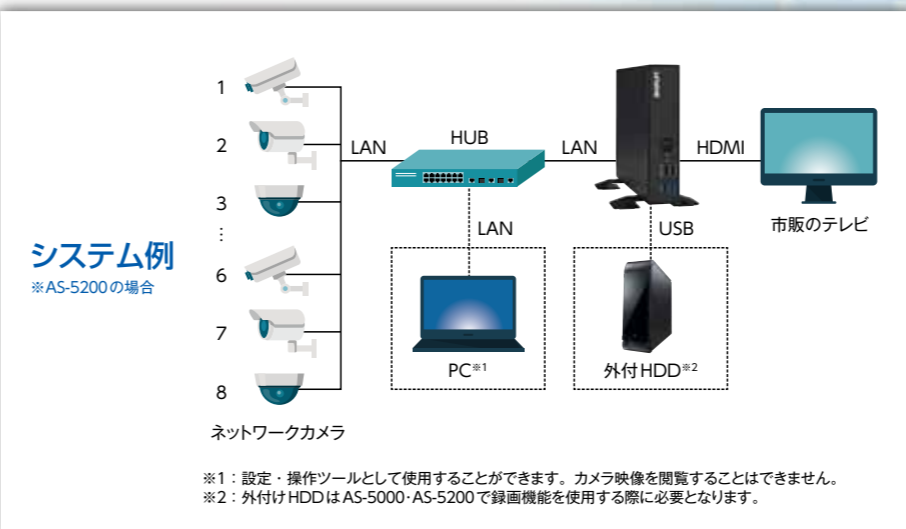 1
2
LAN
HUB
LAN
HDMI
3
:
LAN
USB
市販のテレビ
システム例
※AS-5200の場合
6
7
PC※1
外付HDD※2
8
ネットワークカメラ
※1：設定・操作ツールとして使用することができます。カメラ映像を閲覧することはできません。
※2：外付けHDDはAS-5000･AS-5200で録画機能を使用する際に必要となります。